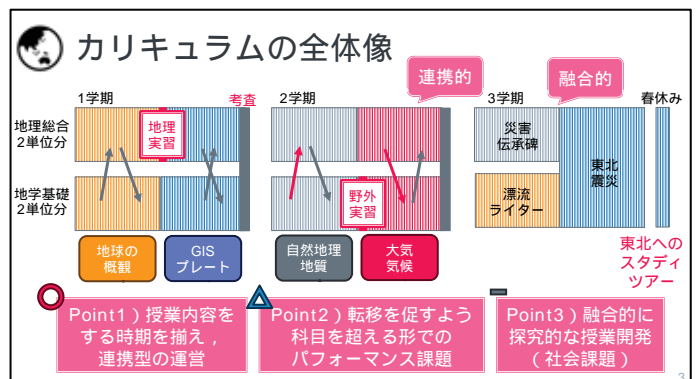 カリキュラムの全体像
連携的
融合的
1学期
考査
2学期
3学期
春休み
地理総合
2単位分
地理
実習
災害
伝承碑
東北
震災
地学基礎
2単位分
野外
実習
漂流
ライター
地球の
概観
GIS
プレート
自然地理
地質
大気
気候
東北への
スタディ
ツアー
Point1)授業内容を
する時期を揃え,
連携型の運営
Point2)転移を促すよう
科目を超える形での
パフォーマンス課題
Point3)融合的に
探究的な授業開発
(社会課題)
3